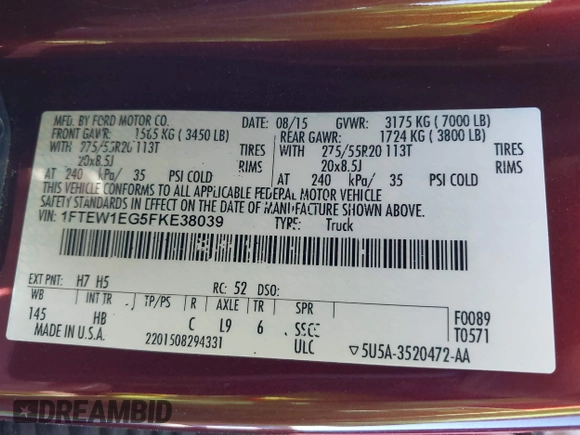 MFD. BY FORD MOTOR CO. DATE: 08/15 GVWR: 3175 KG ( 7000 LB)
FRONT GAWR: 1565 KG ( 3450 LB) REAR GAWR: 1724 KG ( 3800 LB)
WITH 275/55R20 113T TIRES WITH 275/55R20 113T TIRES
20x8.5J RIMS 20x8.5J RIMS
AT 240 kPa/ 35 PSI COLD AT 240 kPa/ 35 PSI COLD
THIS VEHICLE CONFORMS TO ALL APPLICABLE FEDERAL MOTOR VEHICLE SAFETY
STANDARDS IN EFFECT ON THE DATE OF MANUFACTURE SHOWN ABOVE.
VIN: 1FTEW1EG5FKE38039 TYPE: Truck
EXT PNT: H7 H5 RC: 52 DSO:
WB INT TR TP/PS R AXLE TR SPR
145 HB C L9 6 F0089
T0571
MADE IN U.S.A. 2201508294331 ULC ▽5U5A-3520472-AA
DREAMBID